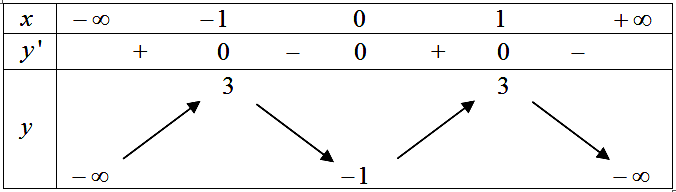 x −∞ −1 0 1 +∞
y' + 0 − 0 + 0 −
3 3
y
−∞ −1 −∞